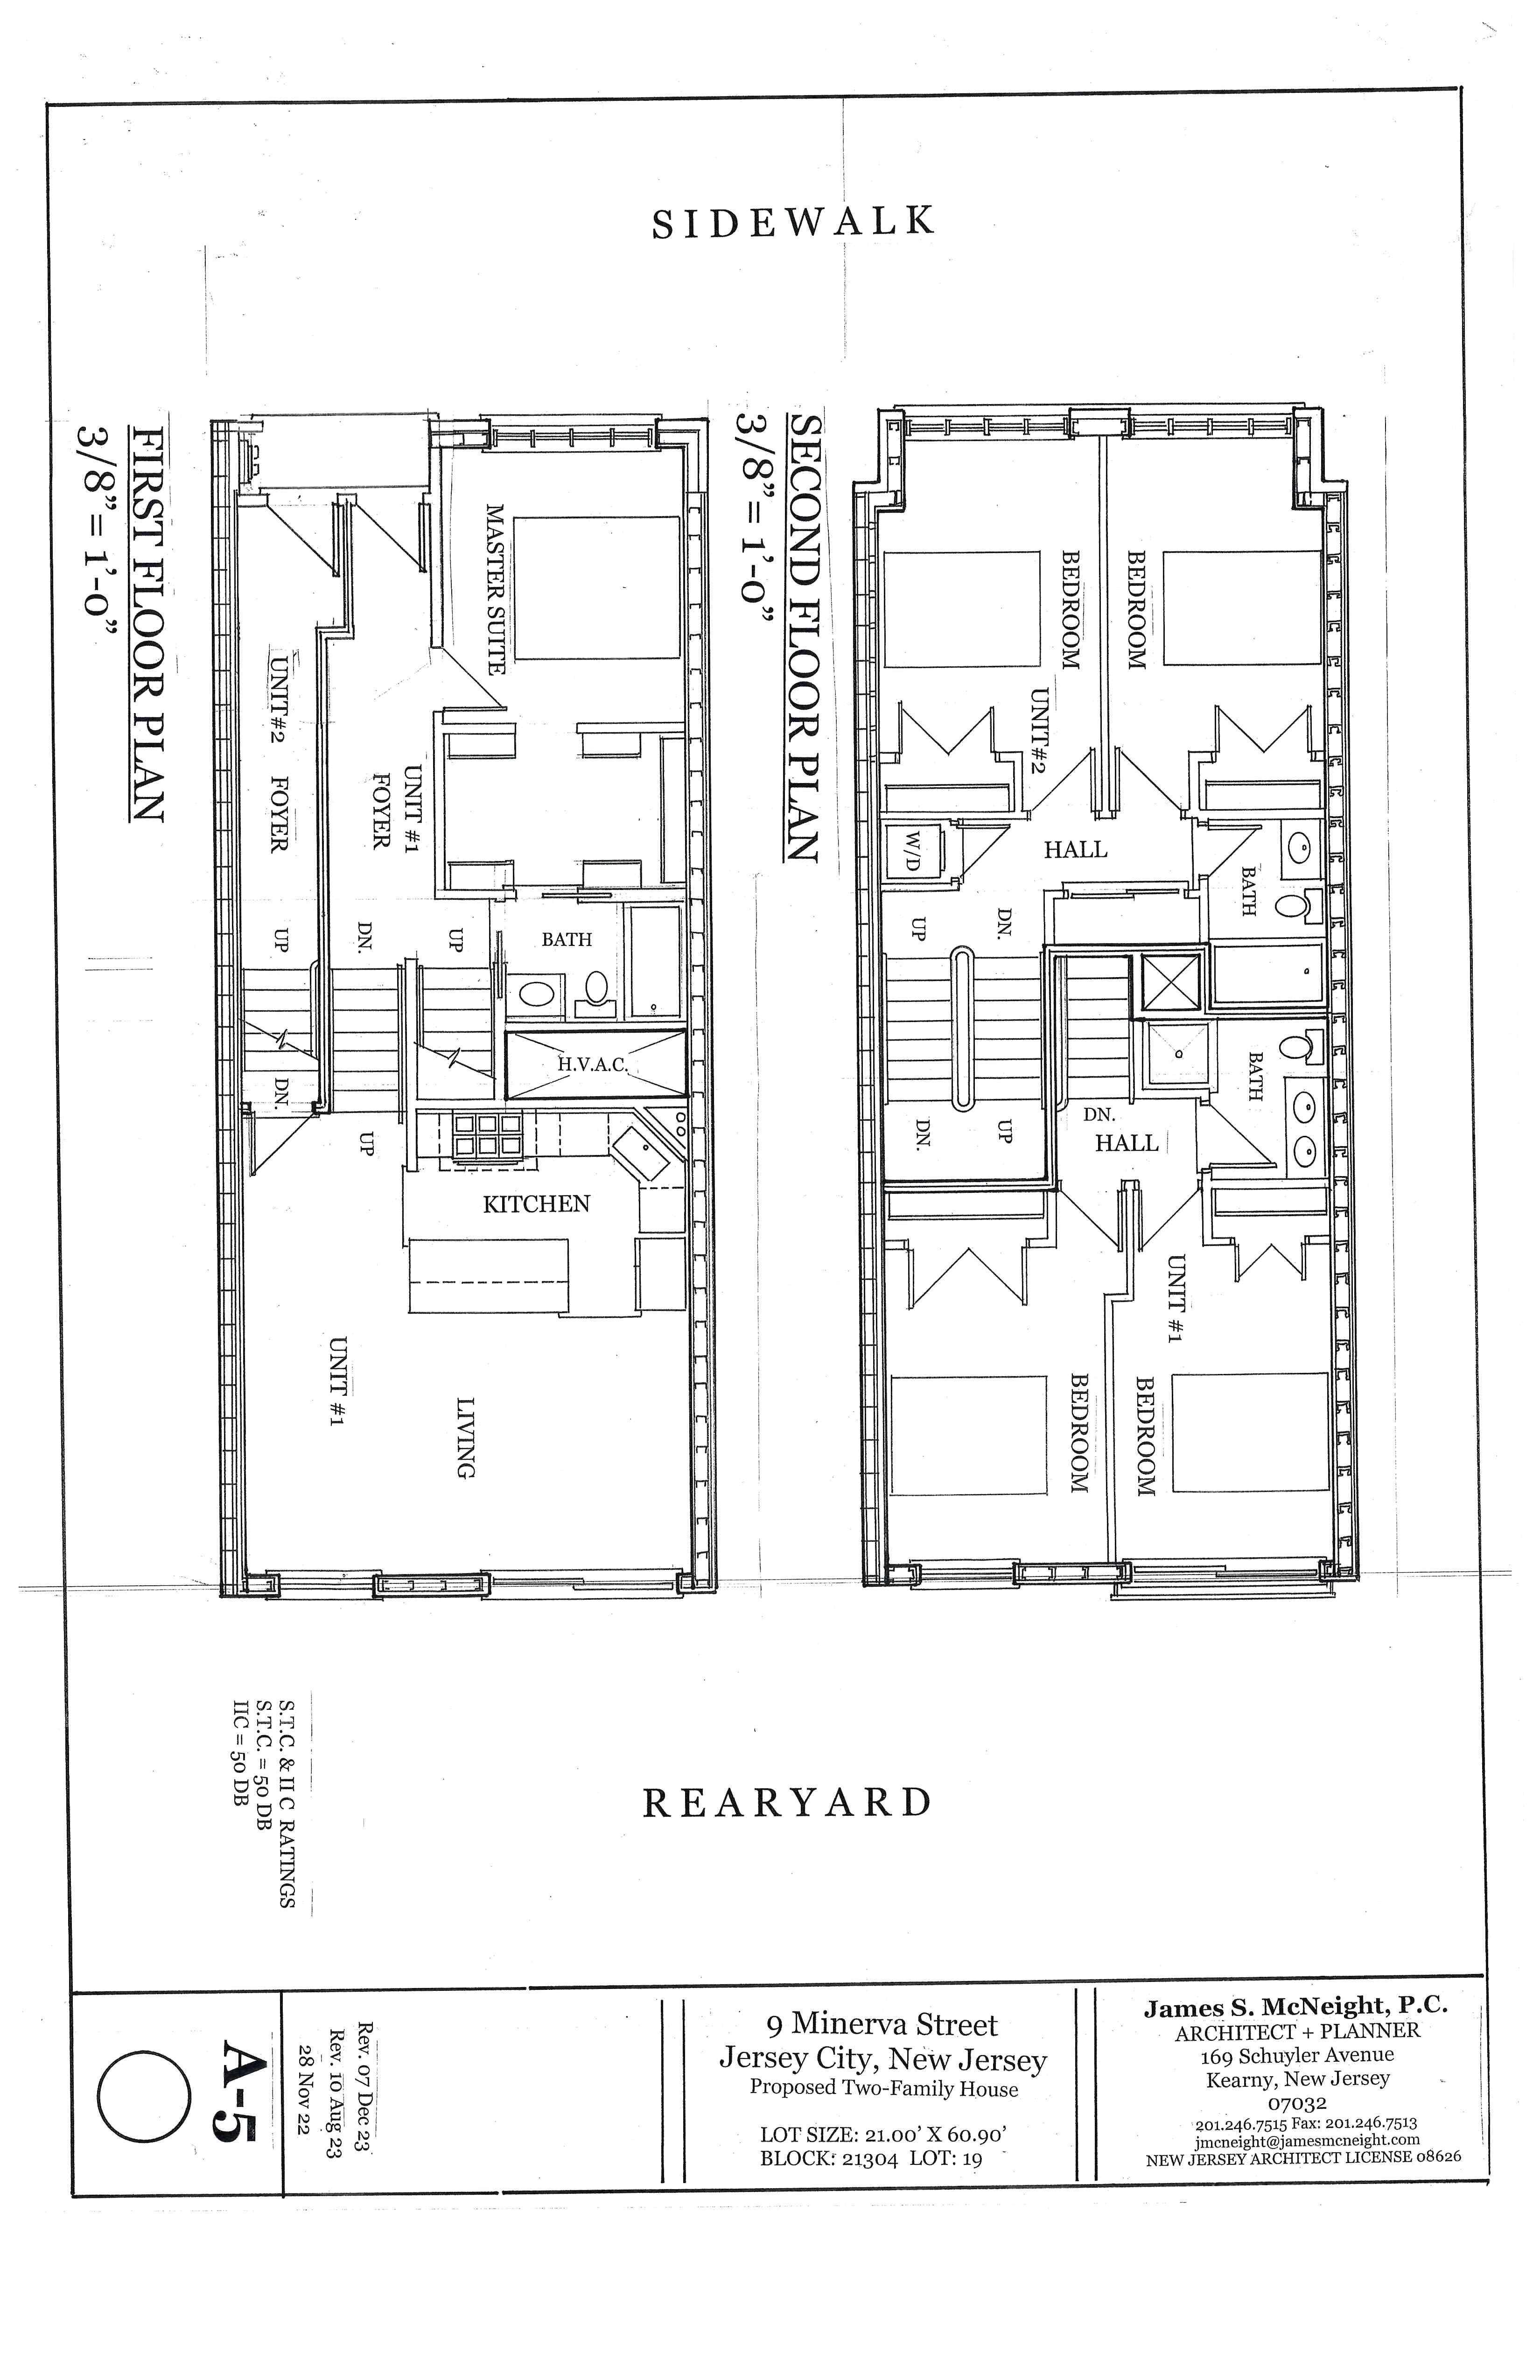 SIDEWALK
FIRST FLOOR PLAN
3/8” = 1’-0”
MASTER SUITE
UNIT#2 FOYER
UNIT #1
FOYER
UP
DN.
UP
BATH
H.V.A.C.
DN.
UP
KITCHEN
UNIT #1
LIVING
SECOND FLOOR PLAN
3/8” = 1’-0”
BEDROOM
BEDROOM
UNIT#2
W/D
HALL
BATH
UP
DN.
BATH
DN.
UP
DN.
HALL
UNIT #1
BEDROOM
BEDROOM
REARYARD
S.T.C. & II C RATINGS
S.T.C. = 50 DB
IIC = 50 DB
A-5
Rev. 07 Dec 23
Rev. 10 Aug 23
28 Nov 22
9 Minerva Street
Jersey City, New Jersey
Proposed Two-Family House
LOT SIZE: 21.00’ X 60.90’
BLOCK: 21304 LOT: 19
James S. McNeight, P.C.
ARCHITECT + PLANNER
169 Schuyler Avenue
Kearny, New Jersey
07032
201.246.7515 Fax: 201.246.7513
jmcneight@jamesmcneight.com
NEW JERSEY ARCHITECT LICENSE 08626